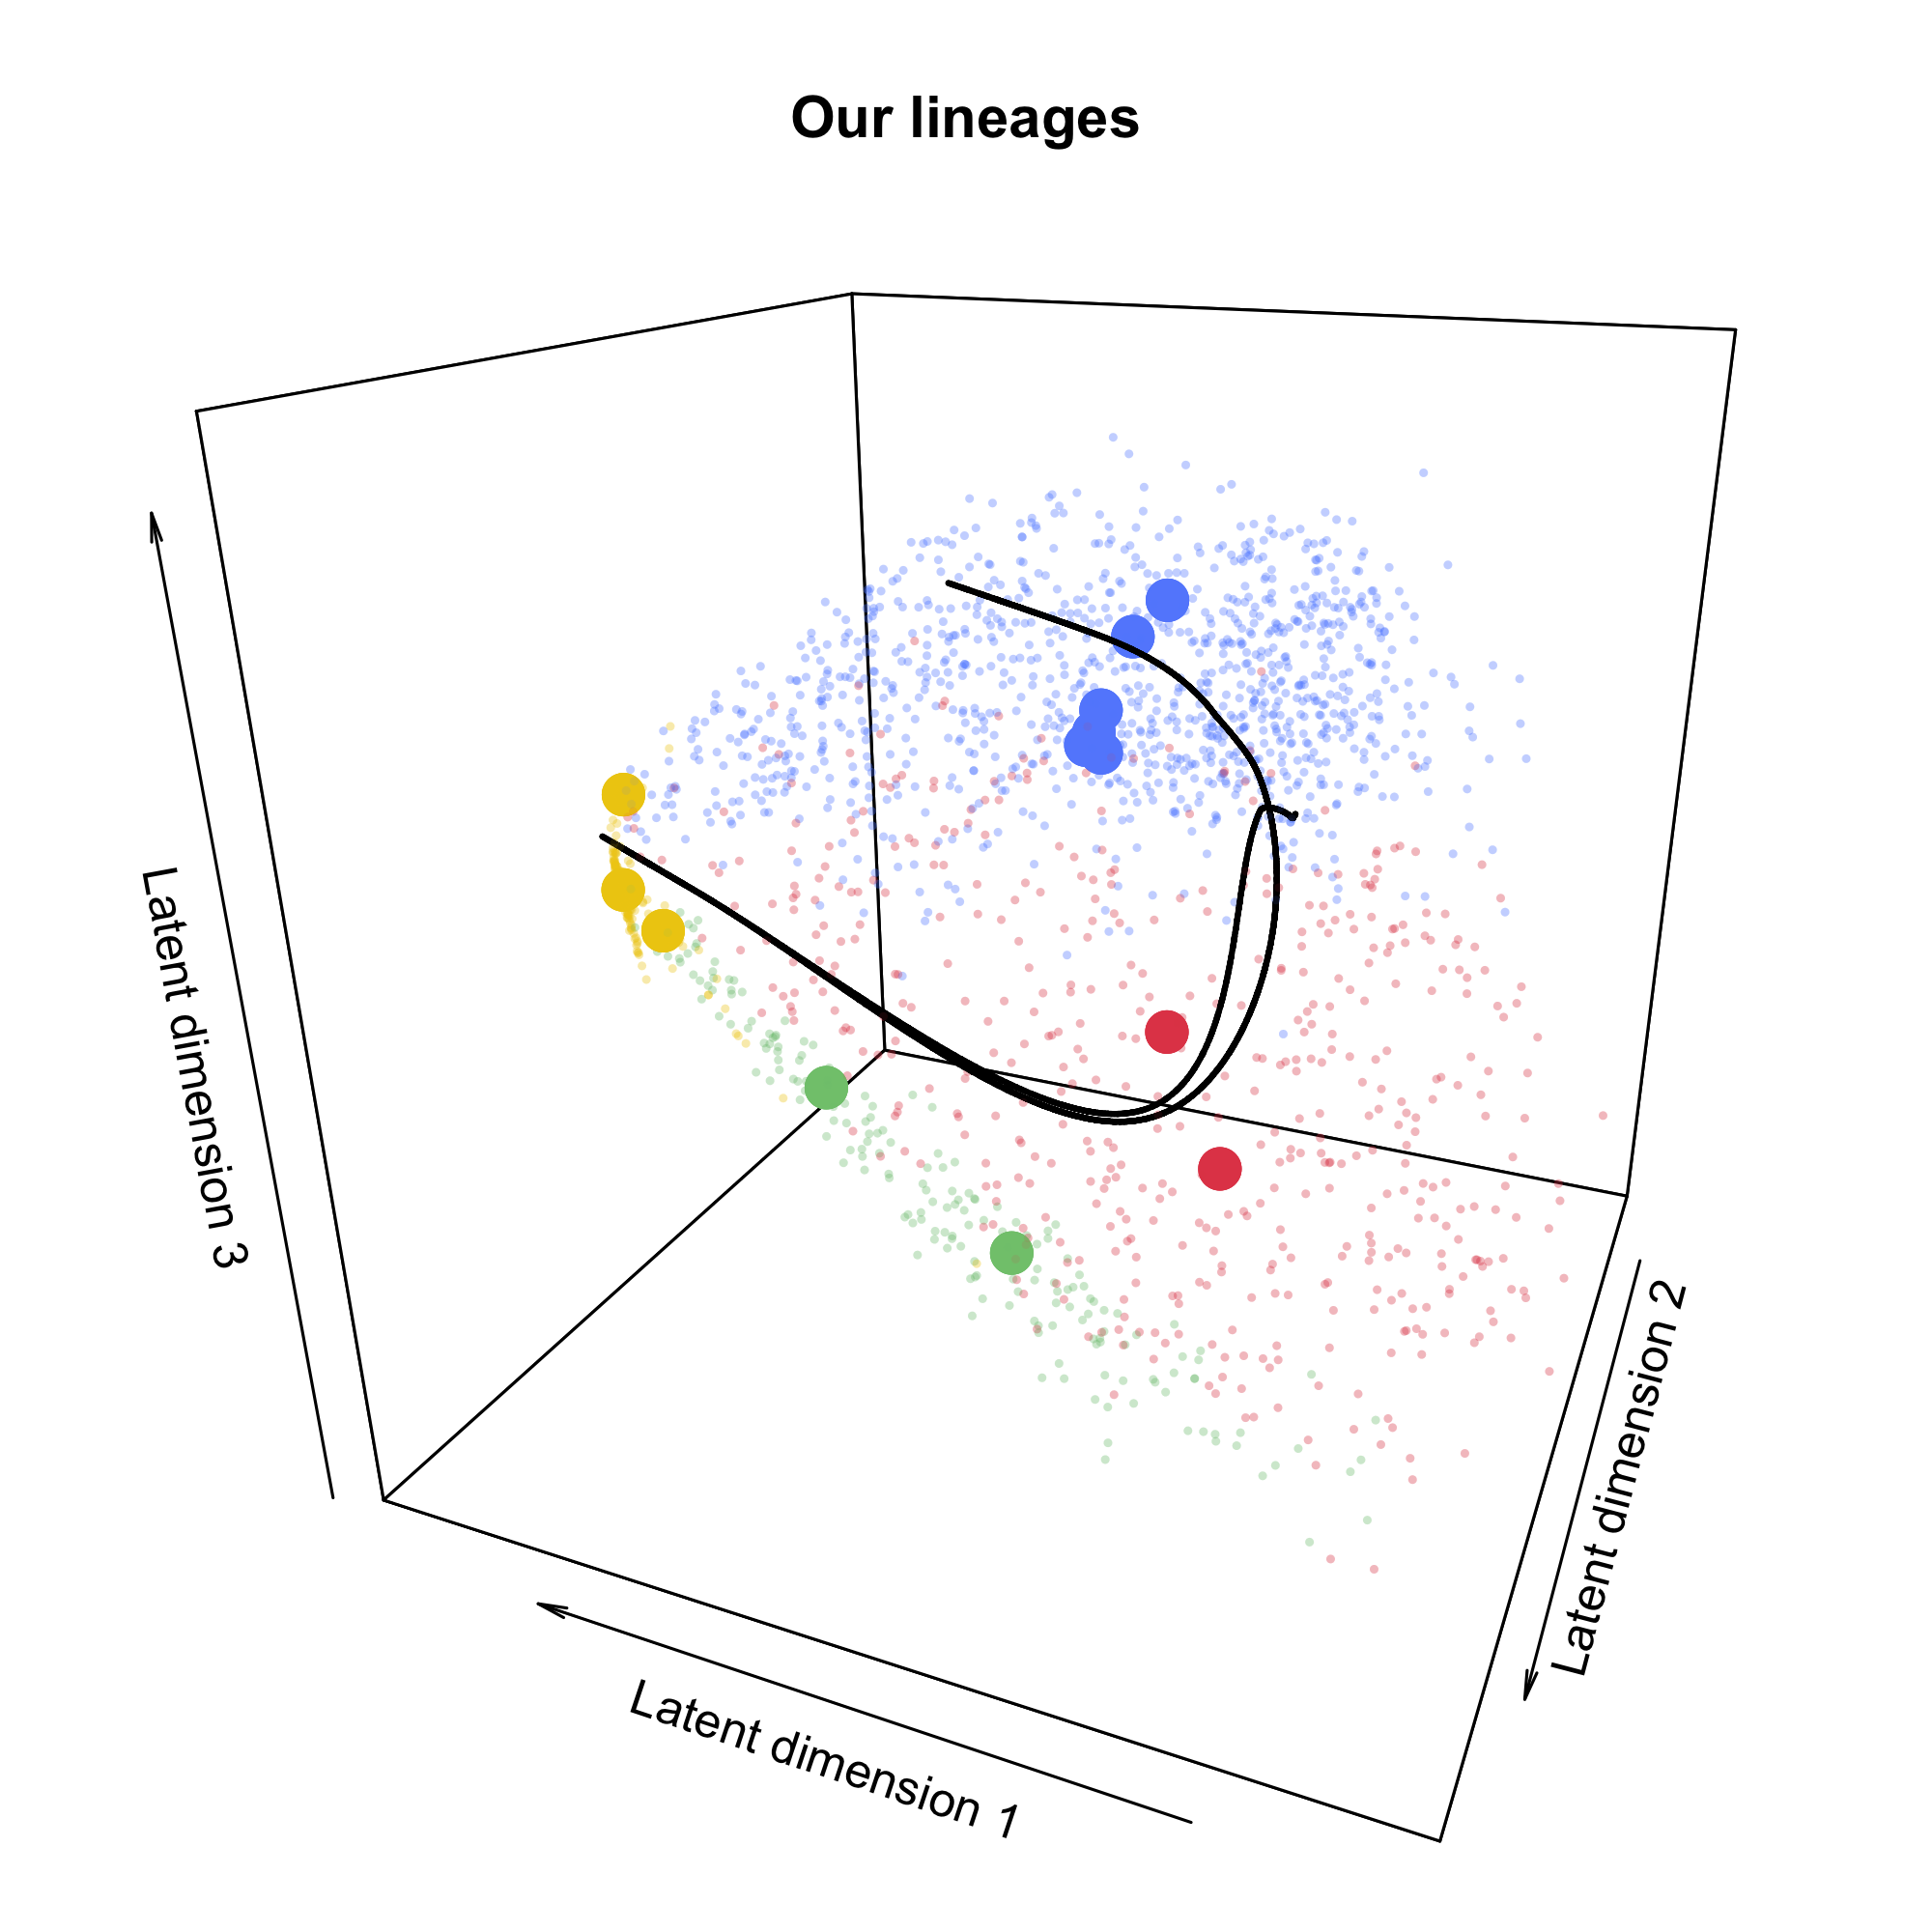 Our lineages
Latent dimension 3
Latent dimension 2
Latent dimension 1